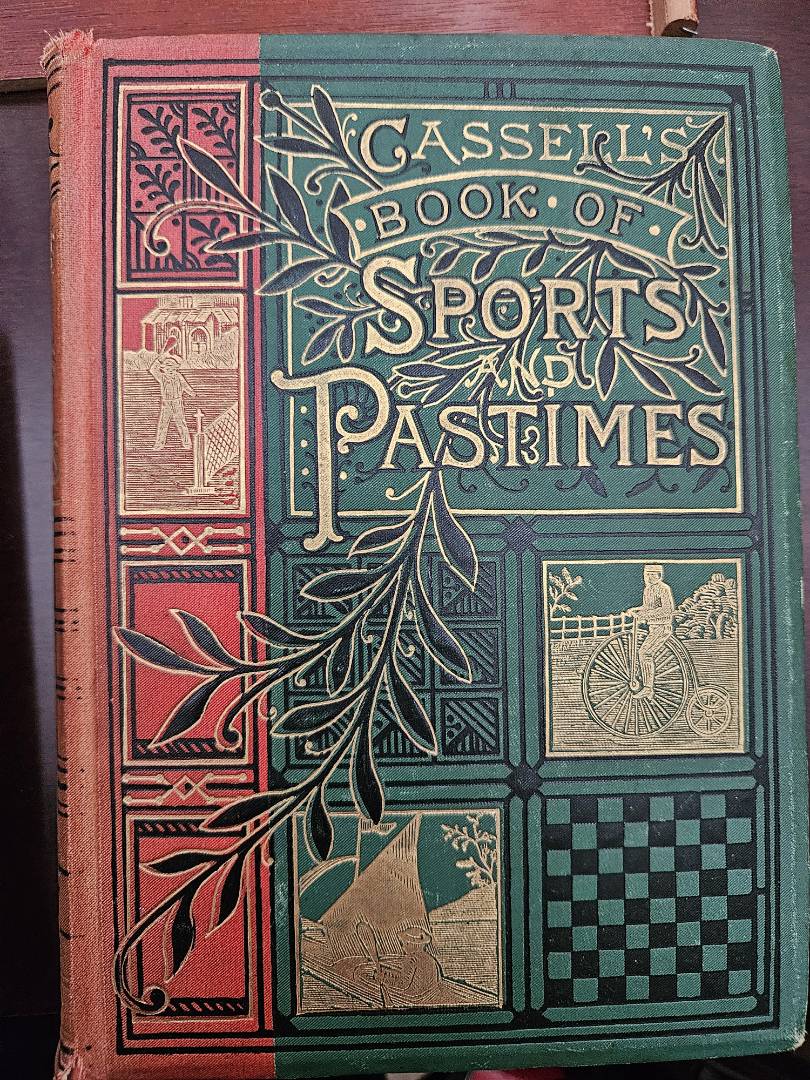 CASSELL'S
BOOK · OF
SPORTS
AND
PASTIMES